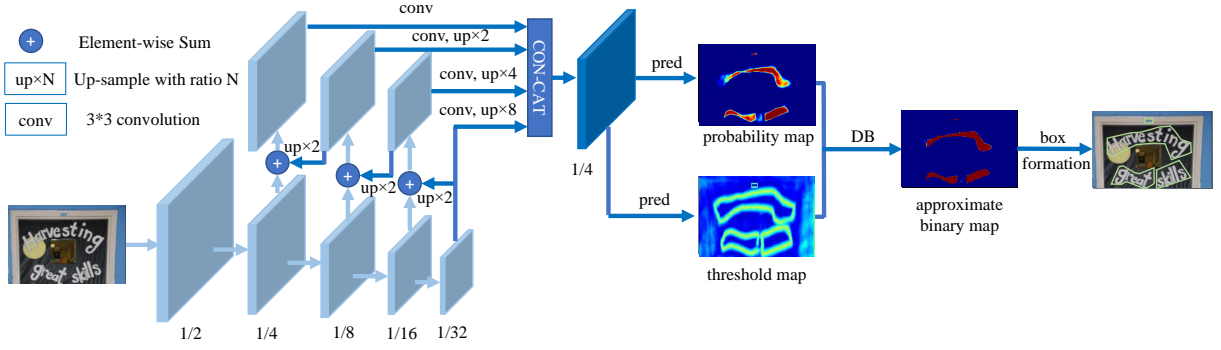 conv
Element-wise Sum
conv, up×2
up×N Up-sample with ratio N
conv, up×4
conv 3*3 convolution
conv, up×8
CON-CAT
up×2
up×2
up×2
1/2
1/4
1/8
1/16
1/32
1/4
pred
probability map
pred
threshold map
DB
approximate
binary map
box
formation
Harvesting
great skills
Harvesting
great skills